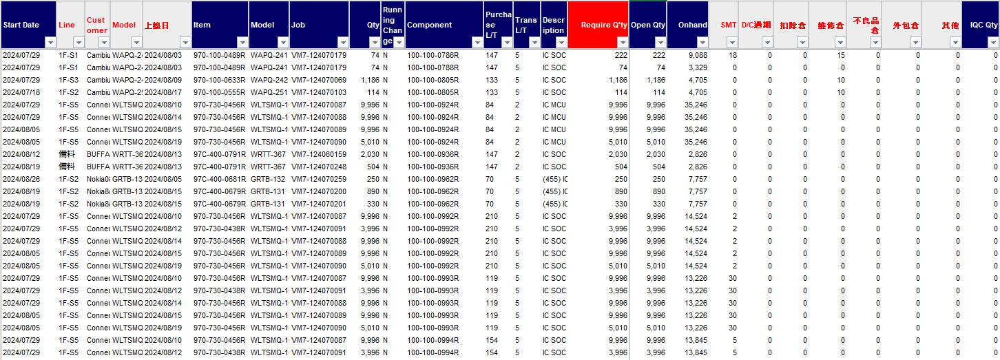 Start Date Line Cust omer Model 上線日 Item Model Job Qty Runn ing Chan ge Component Purcha se L/T Trans L/T Descr iption Require Q'ty Open Qty Onhand SMT D/C過期 扣除倉 維修倉 不良品倉 外包倉 其他 IQC Qty
2024/07/29 1F-S1 Cambiu WAPQ-24 2024/08/03 970-100-0489R WAPQ-241 VM7-124070179 74 N 100-100-0786R 147 5 IC SOC 222 222 9,088 18 0 0 15 0 0 0 0
2024/07/29 1F-S1 Cambiu WAPQ-24 2024/08/03 970-100-0489R WAPQ-241 VM7-124070179 74 N 100-100-0788R 147 5 IC SOC 74 74 3,329 0 0 0 0 0 0 0 0
2024/07/29 1F-S3 Cambiu WAPQ-24 2024/08/09 970-100-0633R WAPQ-242 VM7-124070069 1,186 N 100-100-0805R 133 5 IC SOC 1,186 1,186 4,705 0 0 0 10 0 0 0 0
2024/07/18 1F-S2 Cambiu WAPQ-25 2024/08/17 970-100-0555R WAPQ-251 VM7-124070103 114 N 100-100-0805R 133 5 IC SOC 114 114 4,705 0 0 0 10 0 0 0 0
2024/07/29 1F-S5 Connec WLTSMQ 2024/08/10 970-730-0456R WLTSMQ-1 VM7-124070087 9,996 N 100-100-0924R 84 2 IC MCU 9,996 9,996 35,246 0 0 0 0 0 0 0 0
2024/07/29 1F-S5 Connec WLTSMQ 2024/08/14 970-730-0456R WLTSMQ-1 VM7-124070088 9,996 N 100-100-0924R 84 2 IC MCU 9,996 9,996 35,246 0 0 0 0 0 0 0 0
2024/08/05 1F-S5 Connec WLTSMQ 2024/08/15 970-730-0456R WLTSMQ-1 VM7-124070089 9,996 N 100-100-0924R 84 2 IC MCU 9,996 9,996 35,246 0 0 0 0 0 0 0 0
2024/08/05 1F-S5 Connec WLTSMQ 2024/08/19 970-730-0456R WLTSMQ-1 VM7-124070090 5,010 N 100-100-0924R 84 2 IC MCU 5,010 5,010 35,246 0 0 0 0 0 0 0 0
2024/08/12 備料 BUFFA WRTT-36 2024/08/13 97C-400-0791R WRTT-367 VM7-124060159 2,030 N 100-100-0936R 147 2 IC SOC 2,030 2,030 2,826 0 0 0 0 0 0 0 0
2024/08/19 備料 BUFFA WRTT-36 2024/08/13 97C-400-0791R WRTT-367 VM7-124070248 504 N 100-100-0936R 147 2 IC SOC 504 504 2,826 0 0 0 0 0 0 0 0
2024/08/26 1F-S2 Nokia& GRTB-13 2024/08/05 97C-400-0681R GRTB-132 VM7-124070259 250 N 100-100-0962R 70 5 (455) IC 250 250 7,757 0 0 0 0 0 0 0 0
2024/08/19 1F-S2 Nokia& GRTB-13 2024/08/15 97C-400-0679R GRTB-131 VM7-124070200 890 N 100-100-0962R 70 5 (455) IC 890 890 7,757 0 0 0 0 0 0 0 0
2024/08/19 1F-S2 Nokia& GRTB-13 2024/08/15 97C-400-0679R GRTB-131 VM7-124070201 330 N 100-100-0962R 70 5 (455) IC 330 330 7,757 0 0 0 0 0 0 0 0
2024/07/29 1F-S5 Connec WLTSMQ 2024/08/10 970-730-0456R WLTSMQ-1 VM7-124070087 9,996 N 100-100-0992R 210 5 IC SOC 9,996 9,996 14,524 2 0 0 0 0 0 0 0
2024/07/29 1F-S5 Connec WLTSMQ 2024/08/12 970-730-0438R WLTSMQ-1 VM7-124070091 3,996 N 100-100-0992R 210 5 IC SOC 3,996 3,996 14,524 2 0 0 0 0 0 0 0
2024/07/29 1F-S5 Connec WLTSMQ 2024/08/14 970-730-0456R WLTSMQ-1 VM7-124070088 9,996 N 100-100-0992R 210 5 IC SOC 9,996 9,996 14,524 2 0 0 0 0 0 0 0
2024/08/05 1F-S5 Connec WLTSMQ 2024/08/15 970-730-0456R WLTSMQ-1 VM7-124070089 9,996 N 100-100-0992R 210 5 IC SOC 9,996 9,996 14,524 2 0 0 0 0 0 0 0
2024/08/05 1F-S5 Connec WLTSMQ 2024/08/19 970-730-0456R WLTSMQ-1 VM7-124070090 5,010 N 100-100-0992R 210 5 IC SOC 5,010 5,010 14,524 2 0 0 0 0 0 0 0
2024/07/29 1F-S5 Connec WLTSMQ 2024/08/10 970-730-0456R WLTSMQ-1 VM7-124070087 9,996 N 100-100-0993R 119 5 IC SOC 9,996 9,996 13,226 30 0 0 0 0 0 0 0
2024/07/29 1F-S5 Connec WLTSMQ 2024/08/12 970-730-0438R WLTSMQ-1 VM7-124070091 3,996 N 100-100-0993R 119 5 IC SOC 3,996 3,996 13,226 30 0 0 0 0 0 0 0
2024/07/29 1F-S5 Connec WLTSMQ 2024/08/14 970-730-0456R WLTSMQ-1 VM7-124070088 9,996 N 100-100-0993R 119 5 IC SOC 9,996 9,996 13,226 30 0 0 0 0 0 0 0
2024/08/05 1F-S5 Connec WLTSMQ 2024/08/15 970-730-0456R WLTSMQ-1 VM7-124070089 9,996 N 100-100-0993R 119 5 IC SOC 9,996 9,996 13,226 30 0 0 0 0 0 0 0
2024/08/05 1F-S5 Connec WLTSMQ 2024/08/19 970-730-0456R WLTSMQ-1 VM7-124070090 5,010 N 100-100-0993R 119 5 IC SOC 5,010 5,010 13,226 30 0 0 0 0 0 0 0
2024/07/29 1F-S5 Connec WLTSMQ 2024/08/10 970-730-0456R WLTSMQ-1 VM7-124070087 9,996 N 100-100-0994R 154 5 IC SOC 9,996 9,996 13,845 5 0 0 0 0 0 0 0
2024/07/29 1F-S5 Connec WLTSMQ 2024/08/12 970-730-0438R WLTSMQ-1 VM7-124070091 3,996 N 100-100-0994R 154 5 IC SOC 3,996 3,996 13,845 5 0 0 0 0 0 0 0